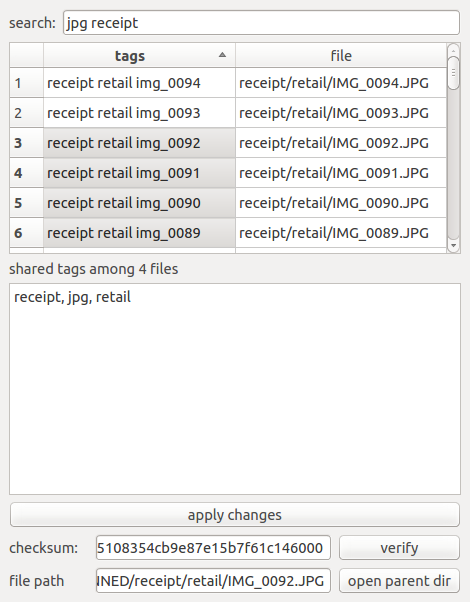 search: jpg receipt
tags file
1 receipt retail img_0094 receipt/retail/IMG_0094.JPG
2 receipt retail img_0093 receipt/retail/IMG_0093.JPG
3 receipt retail img_0092 receipt/retail/IMG_0092.JPG
4 receipt retail img_0091 receipt/retail/IMG_0091.JPG
5 receipt retail img_0090 receipt/retail/IMG_0090.JPG
6 receipt retail img_0089 receipt/retail/IMG_0089.JPG
shared tags among 4 files
receipt, jpg, retail
apply changes
checksum: 5108354cb9e87e15b7f61c146000 verify
file path INED/receipt/retail/IMG_0092.JPG open parent dir